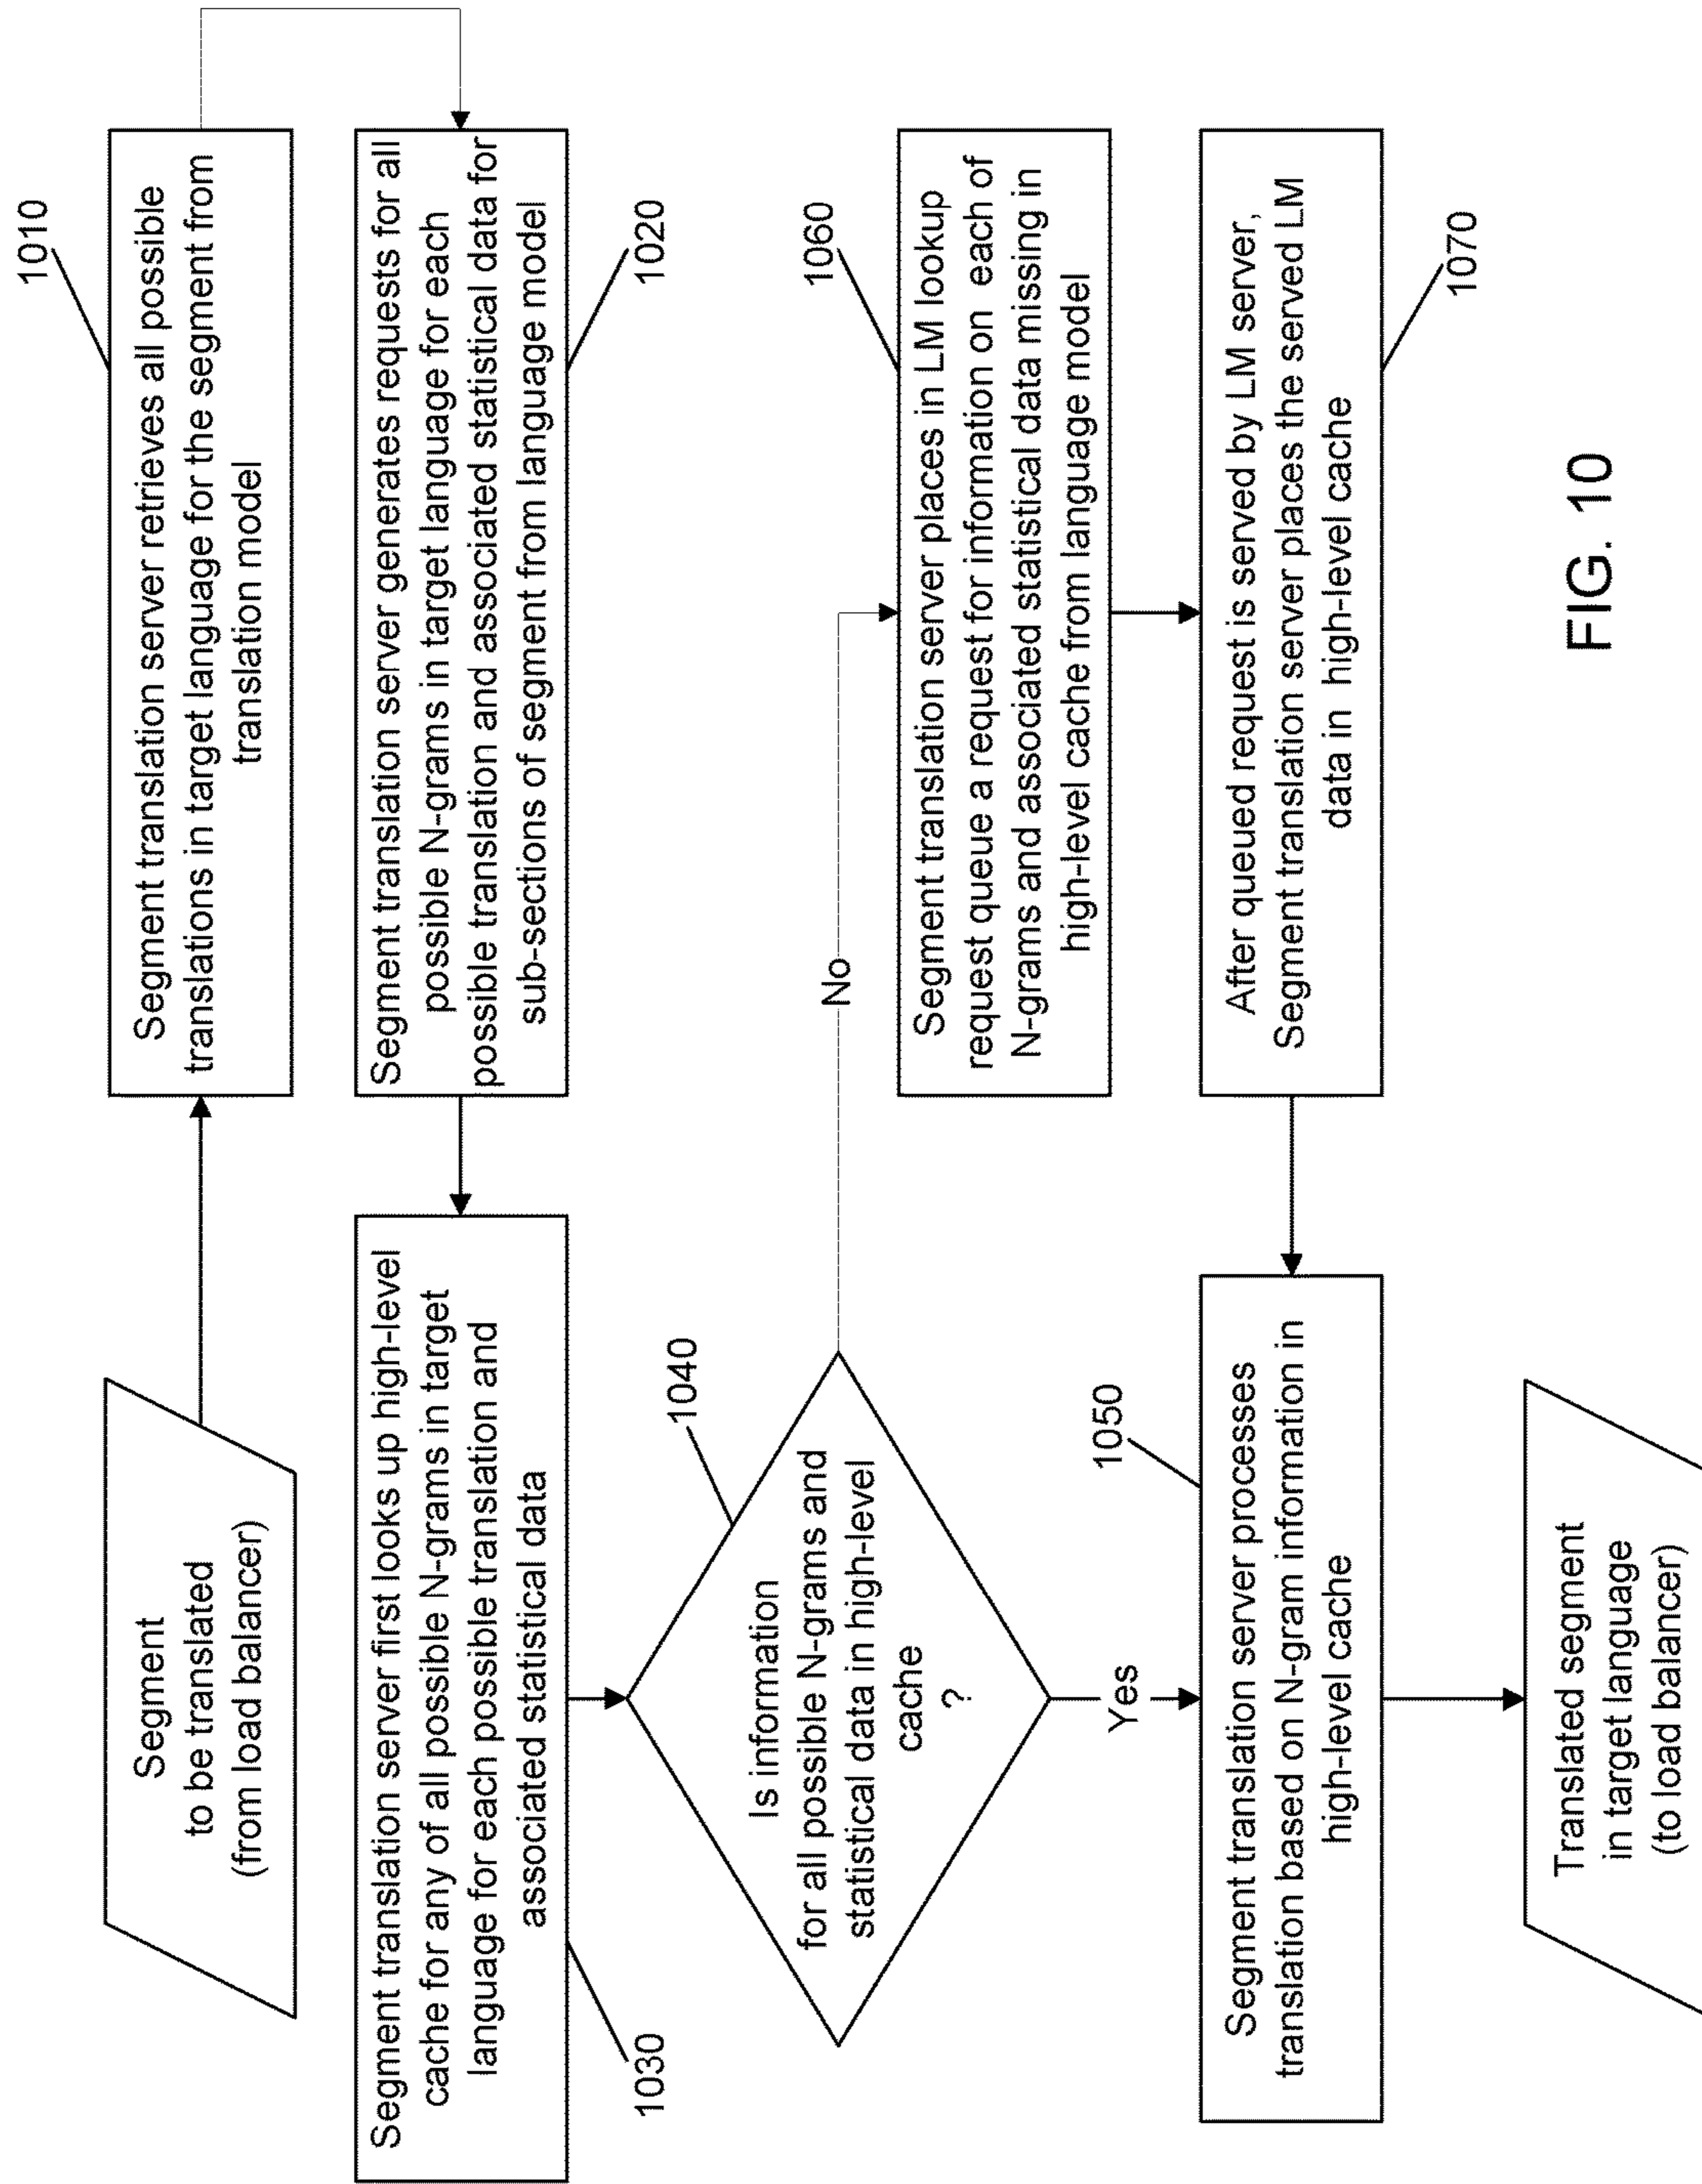 Segment
to be translated
(from load balancer)
1010
Segment translation server retrieves all possible
translations in target language for the segment from
translation model
Segment translation server generates requests for all
possible N-grams in target language for each
possible translation and associated statistical data for
sub-sections of segment from language model
1020
Segment translation server first looks up high-level
cache for any of all possible N-grams in target
language for each possible translation and
associated statistical data
1030
1040
Is information
for all possible N-grams and
statistical data in high-level
cache
?
No
Yes
1060
Segment translation server places in LM lookup
request queue a request for information on each of
N-grams and associated statistical data missing in
high-level cache from language model
1050
Segment translation server processes
translation based on N-gram information in
high-level cache
After queued request is served by LM server,
Segment translation server places the served LM
data in high-level cache
1070
Translated segment
in target language
(to load balancer)
FIG. 10